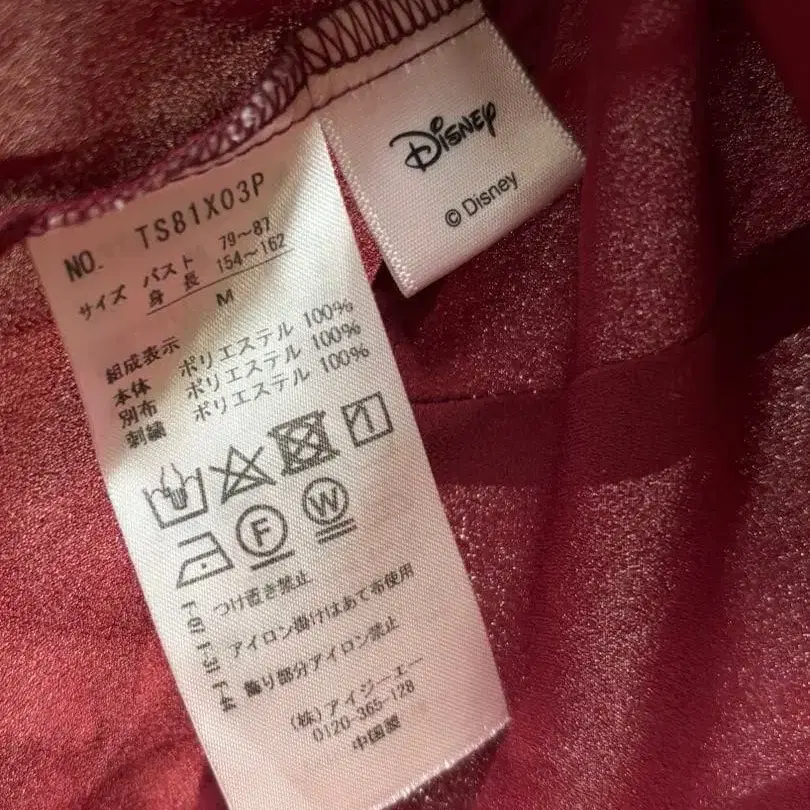 Disney
© Disney
NO. TS81X03P
サイズ バスト 79〜87
身長 154〜162
M
組成表示
本体 ポリエステル 100%
別布 ポリエステル 100%
刺繍 ポリエステル 100%
F W
つけ置き禁止
アイロン掛けはあて布使用
飾り部分アイロン禁止
F-07 F-31 F-44
(株)アイジーエー
0120-365-128
中国製